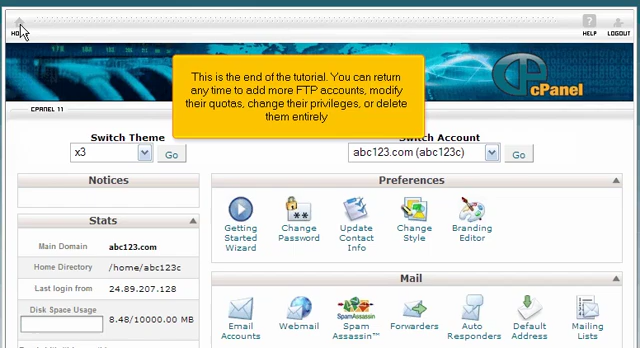 HELP
LOGOUT
cPanel
This is the end of the tutorial. You can return
any time to add more FTP accounts, modify
their quotas, change their privileges, or delete
them entirely
CPANEL 11
Switch Theme
x3
Go
Switch Account
abc123.com (abc123c)
Go
Notices
Stats
Main Domain
abc123.com
Home Directory
/home/abc123c
Last login from
24.89.207.128
Disk Space Usage
8.48/10000.00 MB
Preferences
Getting
Started
Wizard
Change
Password
Update
Contact
Info
Change
Style
Branding
Editor
Mail
Email
Accounts
Webmail
SpamAssassin
Spam
Assassin™
Forwarders
Auto
Responders
Default
Address
Mailing
Lists